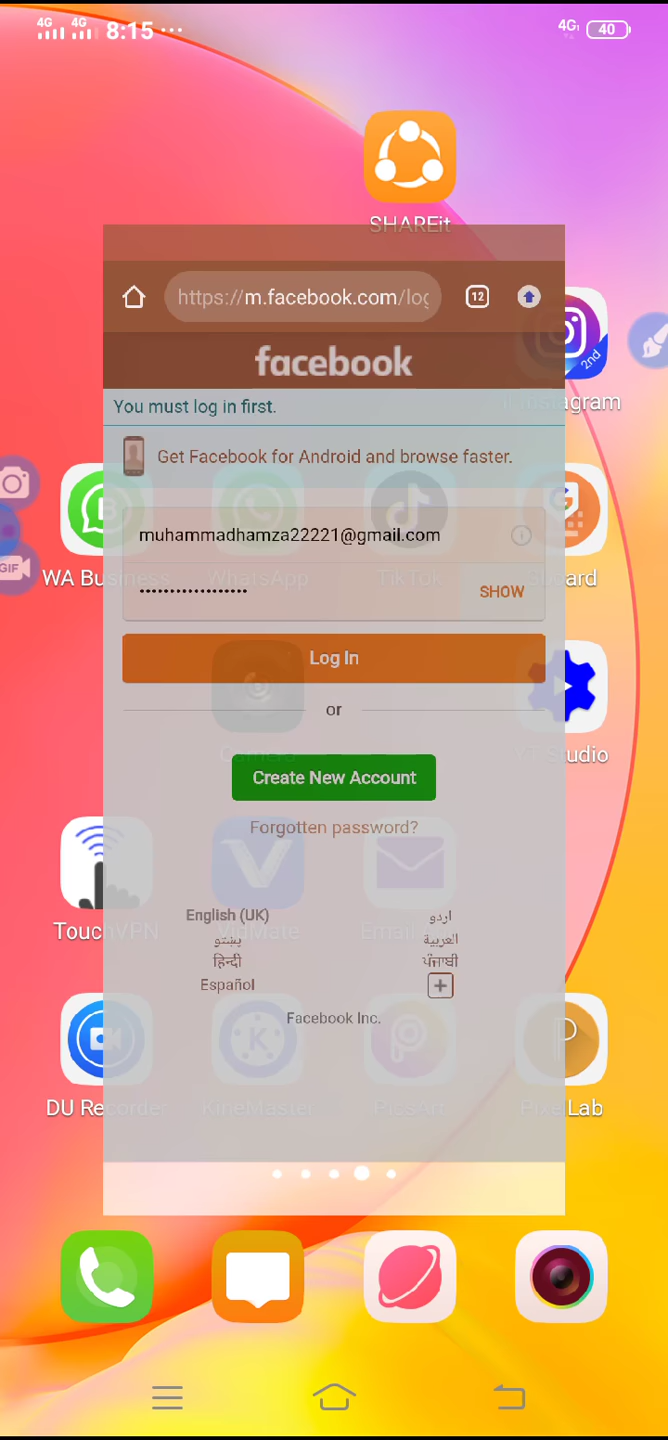 4G 4G 8:15 ... 4G 40
SHAREit
https://m.facebook.com/log
12
facebook
2nd
Instagram
You must log in first.
Get Facebook for Android and browse faster.
muhammadhamza22221@gmail.com
GIF
WA Business WhatsApp TikTok
SHOW
Log In
or
Camera Studio
Create New Account
Forgotten password?
English (UK) اردو
پښتو العربية
TouchVPN VidMate Email
हिन्दी ਪੰਜਾਬੀ
Español
Facebook Inc.
DU Recorder KineMaster PicsArt PixelLab